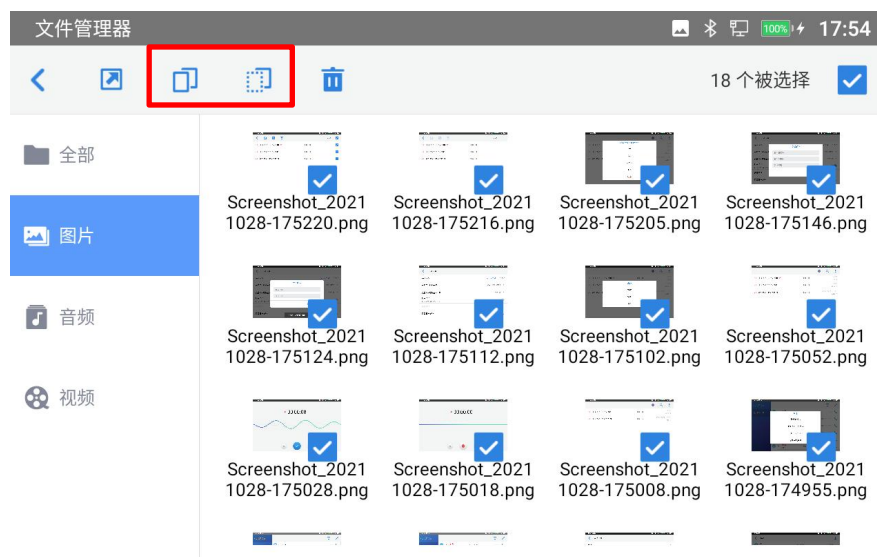 文件管理器
100%
17:54
18 个被选择
全部
图片
音频
视频
Screenshot_2021
1028-175220.png
Screenshot_2021
1028-175216.png
Screenshot_2021
1028-175205.png
Screenshot_2021
1028-175146.png
Screenshot_2021
1028-175124.png
Screenshot_2021
1028-175112.png
Screenshot_2021
1028-175102.png
Screenshot_2021
1028-175052.png
Screenshot_2021
1028-175028.png
Screenshot_2021
1028-175018.png
Screenshot_2021
1028-175008.png
Screenshot_2021
1028-174955.png